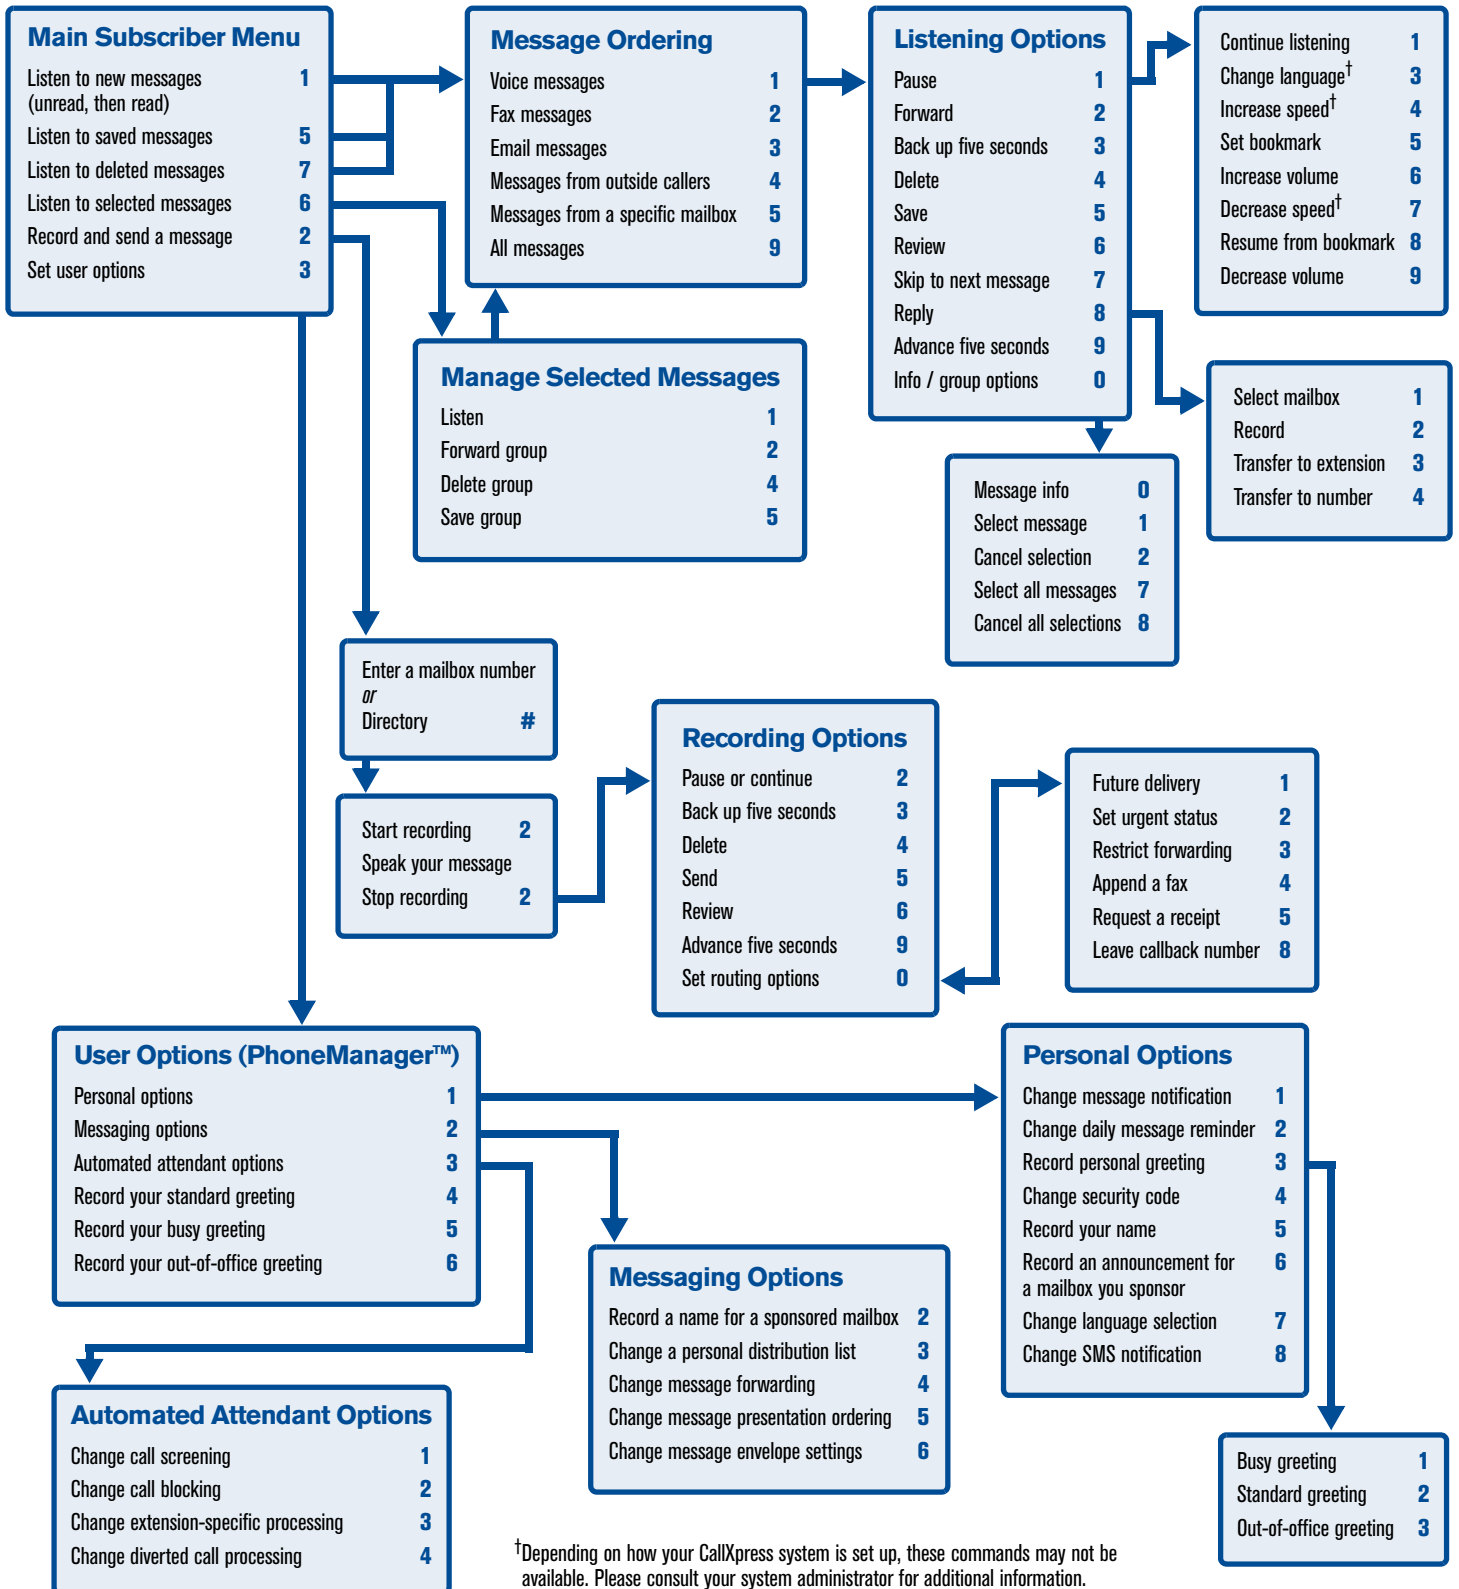 Main Subscriber Menu
Listen to new messages 1
(unread, then read)
Listen to saved messages 5
Listen to deleted messages 7
Listen to selected messages 6
Record and send a message 2
Set user options 3
Message Ordering
Voice messages 1
Fax messages 2
Email messages 3
Messages from outside callers 4
Messages from a specific mailbox 5
All messages 9
Listening Options
Pause 1
Forward 2
Back up five seconds 3
Delete 4
Save 5
Review 6
Skip to next message 7
Reply 8
Advance five seconds 9
Info / group options 0
Continue listening 1
Change language† 3
Increase speed† 4
Set bookmark 5
Increase volume 6
Decrease speed† 7
Resume from bookmark 8
Decrease volume 9
Manage Selected Messages
Listen 1
Forward group 2
Delete group 4
Save group 5
Select mailbox 1
Record 2
Transfer to extension 3
Transfer to number 4
Message info 0
Select message 1
Cancel selection 2
Select all messages 7
Cancel all selections 8
Enter a mailbox number
or
Directory #
Start recording 2
Speak your message
Stop recording 2
Recording Options
Pause or continue 2
Back up five seconds 3
Delete 4
Send 5
Review 6
Advance five seconds 9
Set routing options 0
Future delivery 1
Set urgent status 2
Restrict forwarding 3
Append a fax 4
Request a receipt 5
Leave callback number 8
User Options (PhoneManager™)
Personal options 1
Messaging options 2
Automated attendant options 3
Record your standard greeting 4
Record your busy greeting 5
Record your out-of-office greeting 6
Personal Options
Change message notification 1
Change daily message reminder 2
Record personal greeting 3
Change security code 4
Record your name 5
Record an announcement for 6
a mailbox you sponsor
Change language selection 7
Change SMS notification 8
Messaging Options
Record a name for a sponsored mailbox 2
Change a personal distribution list 3
Change message forwarding 4
Change message presentation ordering 5
Change message envelope settings 6
Automated Attendant Options
Change call screening 1
Change call blocking 2
Change extension-specific processing 3
Change diverted call processing 4
Busy greeting 1
Standard greeting 2
Out-of-office greeting 3
†Depending on how your CallXpress system is set up, these commands may not be
available. Please consult your system administrator for additional information.